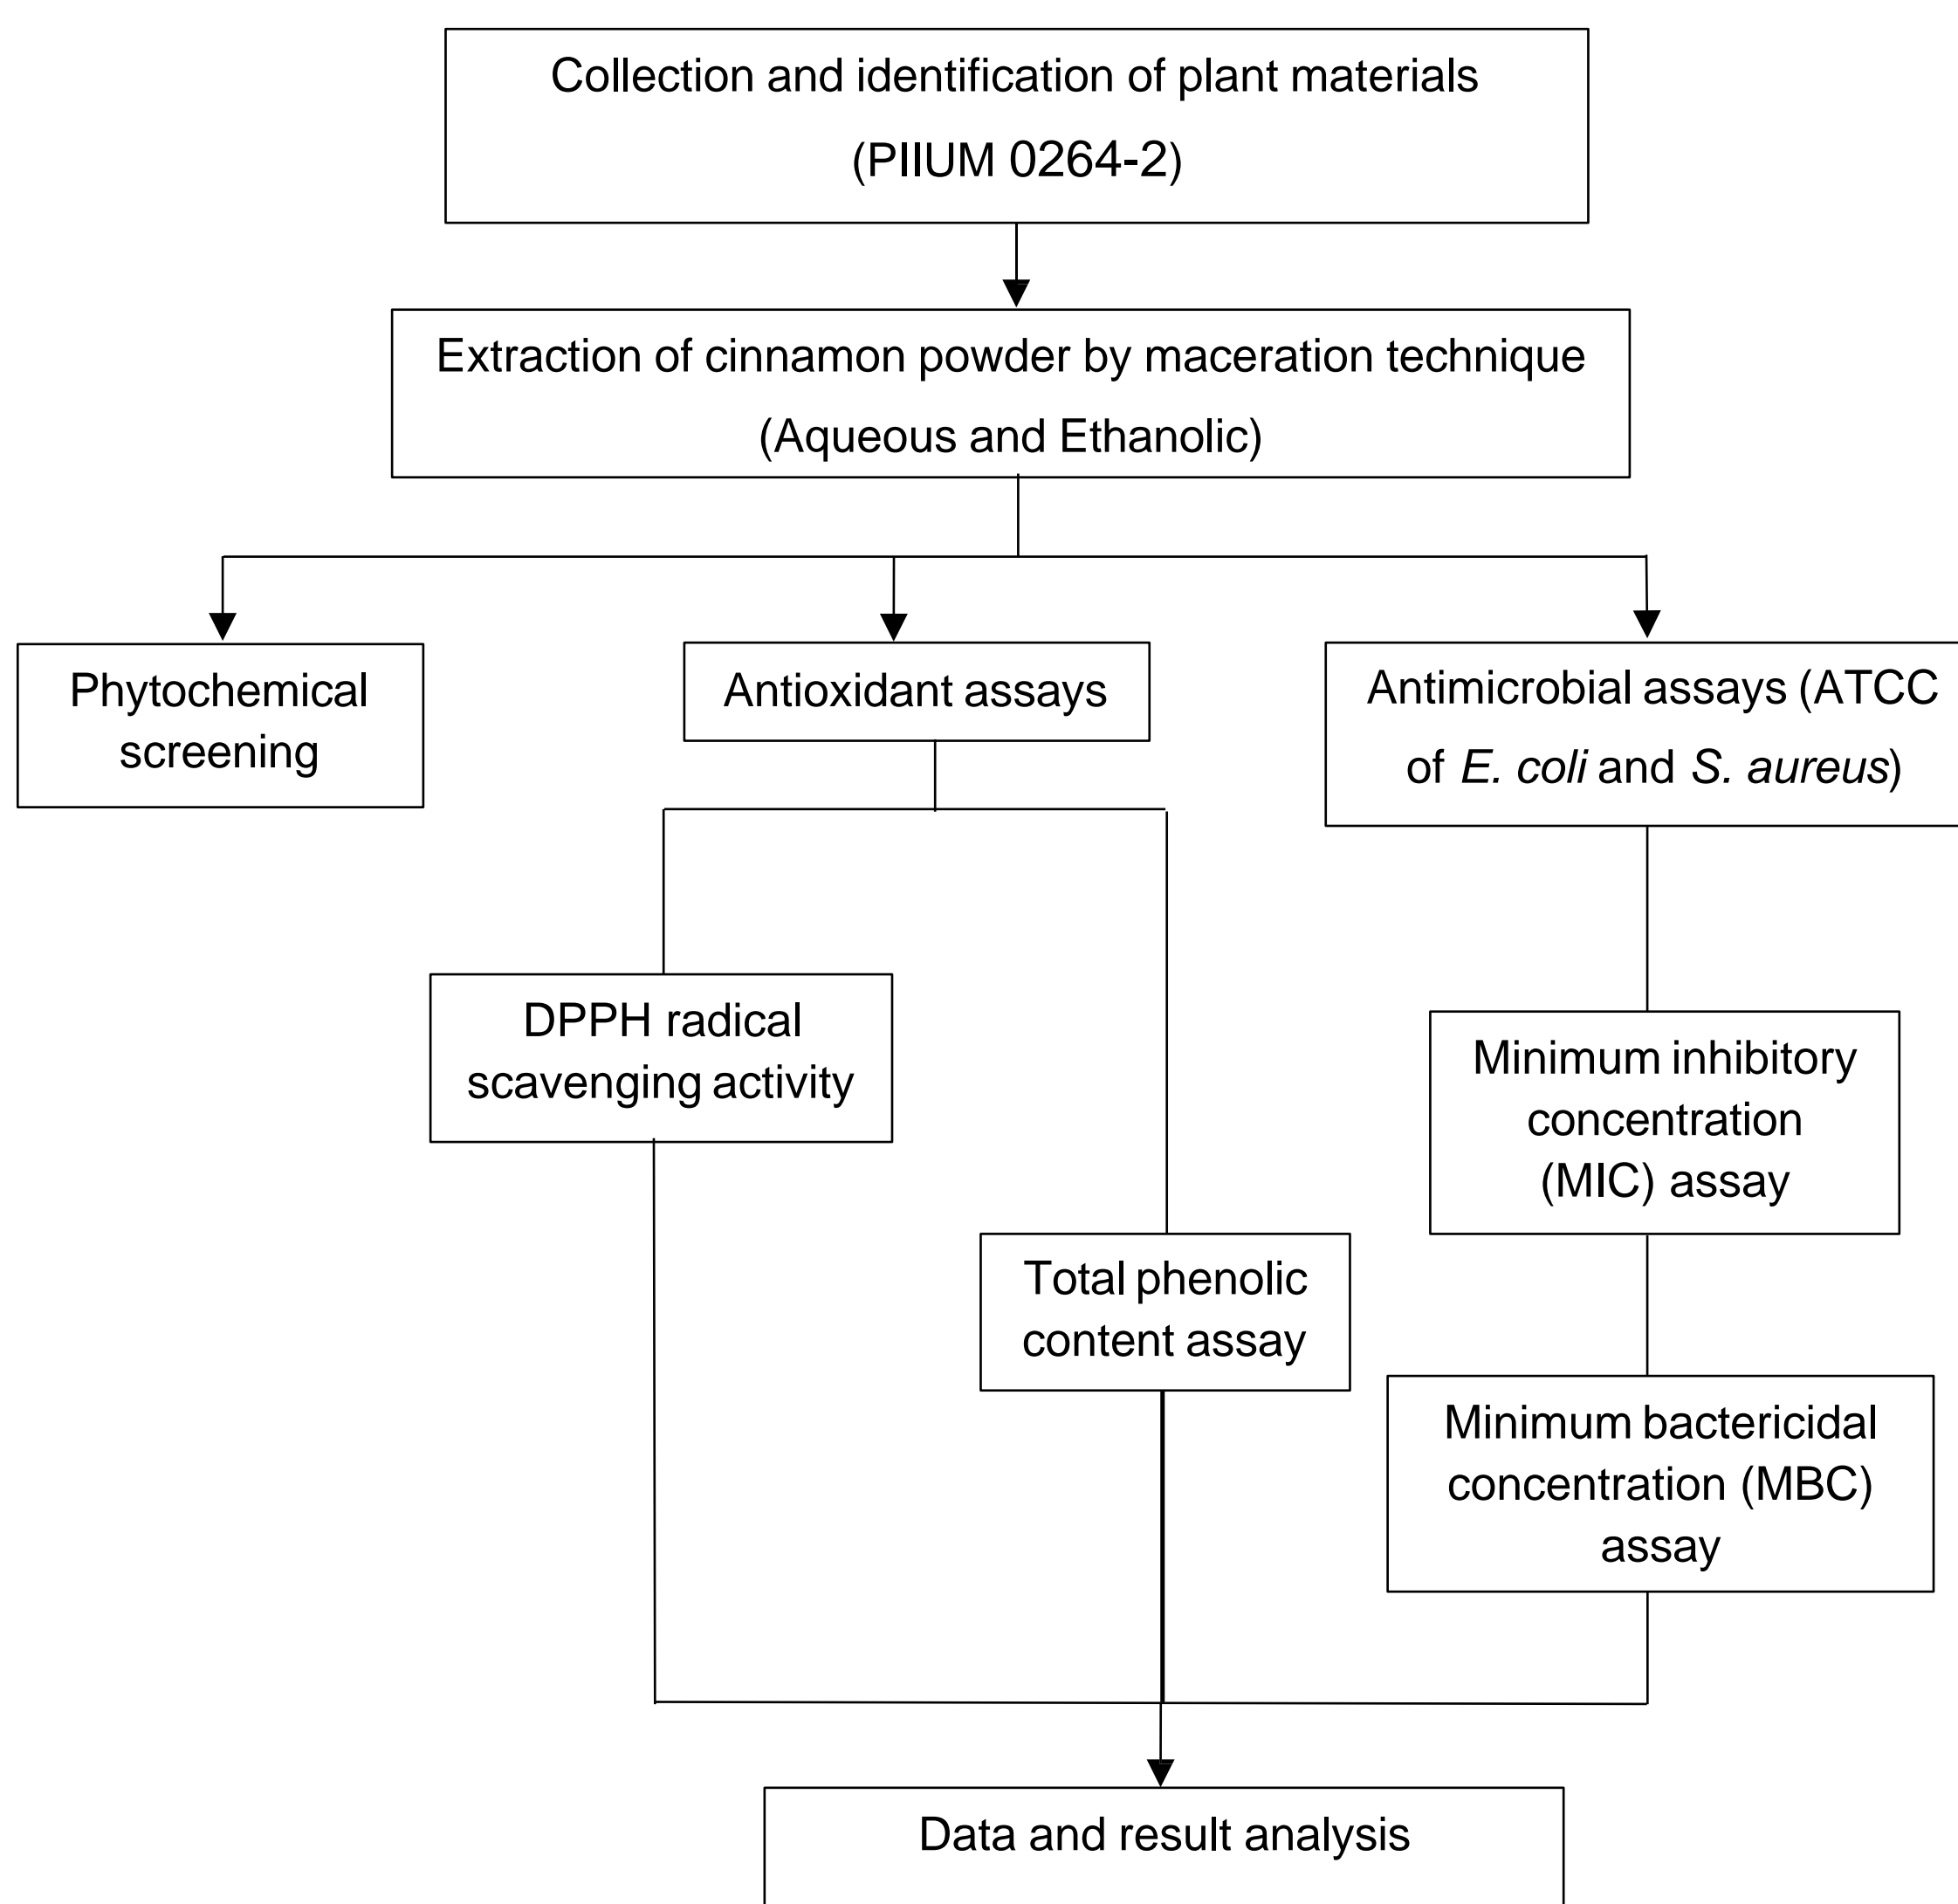 Collection and identification of plant materials
(PIIUM 0264-2)
Extraction of cinnamon powder by maceration technique
(Aqueous and Ethanolic)
Phytochemical
screening
Antioxidant assays
Antimicrobial assays (ATCC
of E. coli and S. aureus)
DPPH radical
scavenging activity
Minimum inhibitory
concentration
(MIC) assay
Total phenolic
content assay
Minimum bactericidal
concentration (MBC)
assay
Data and result analysis